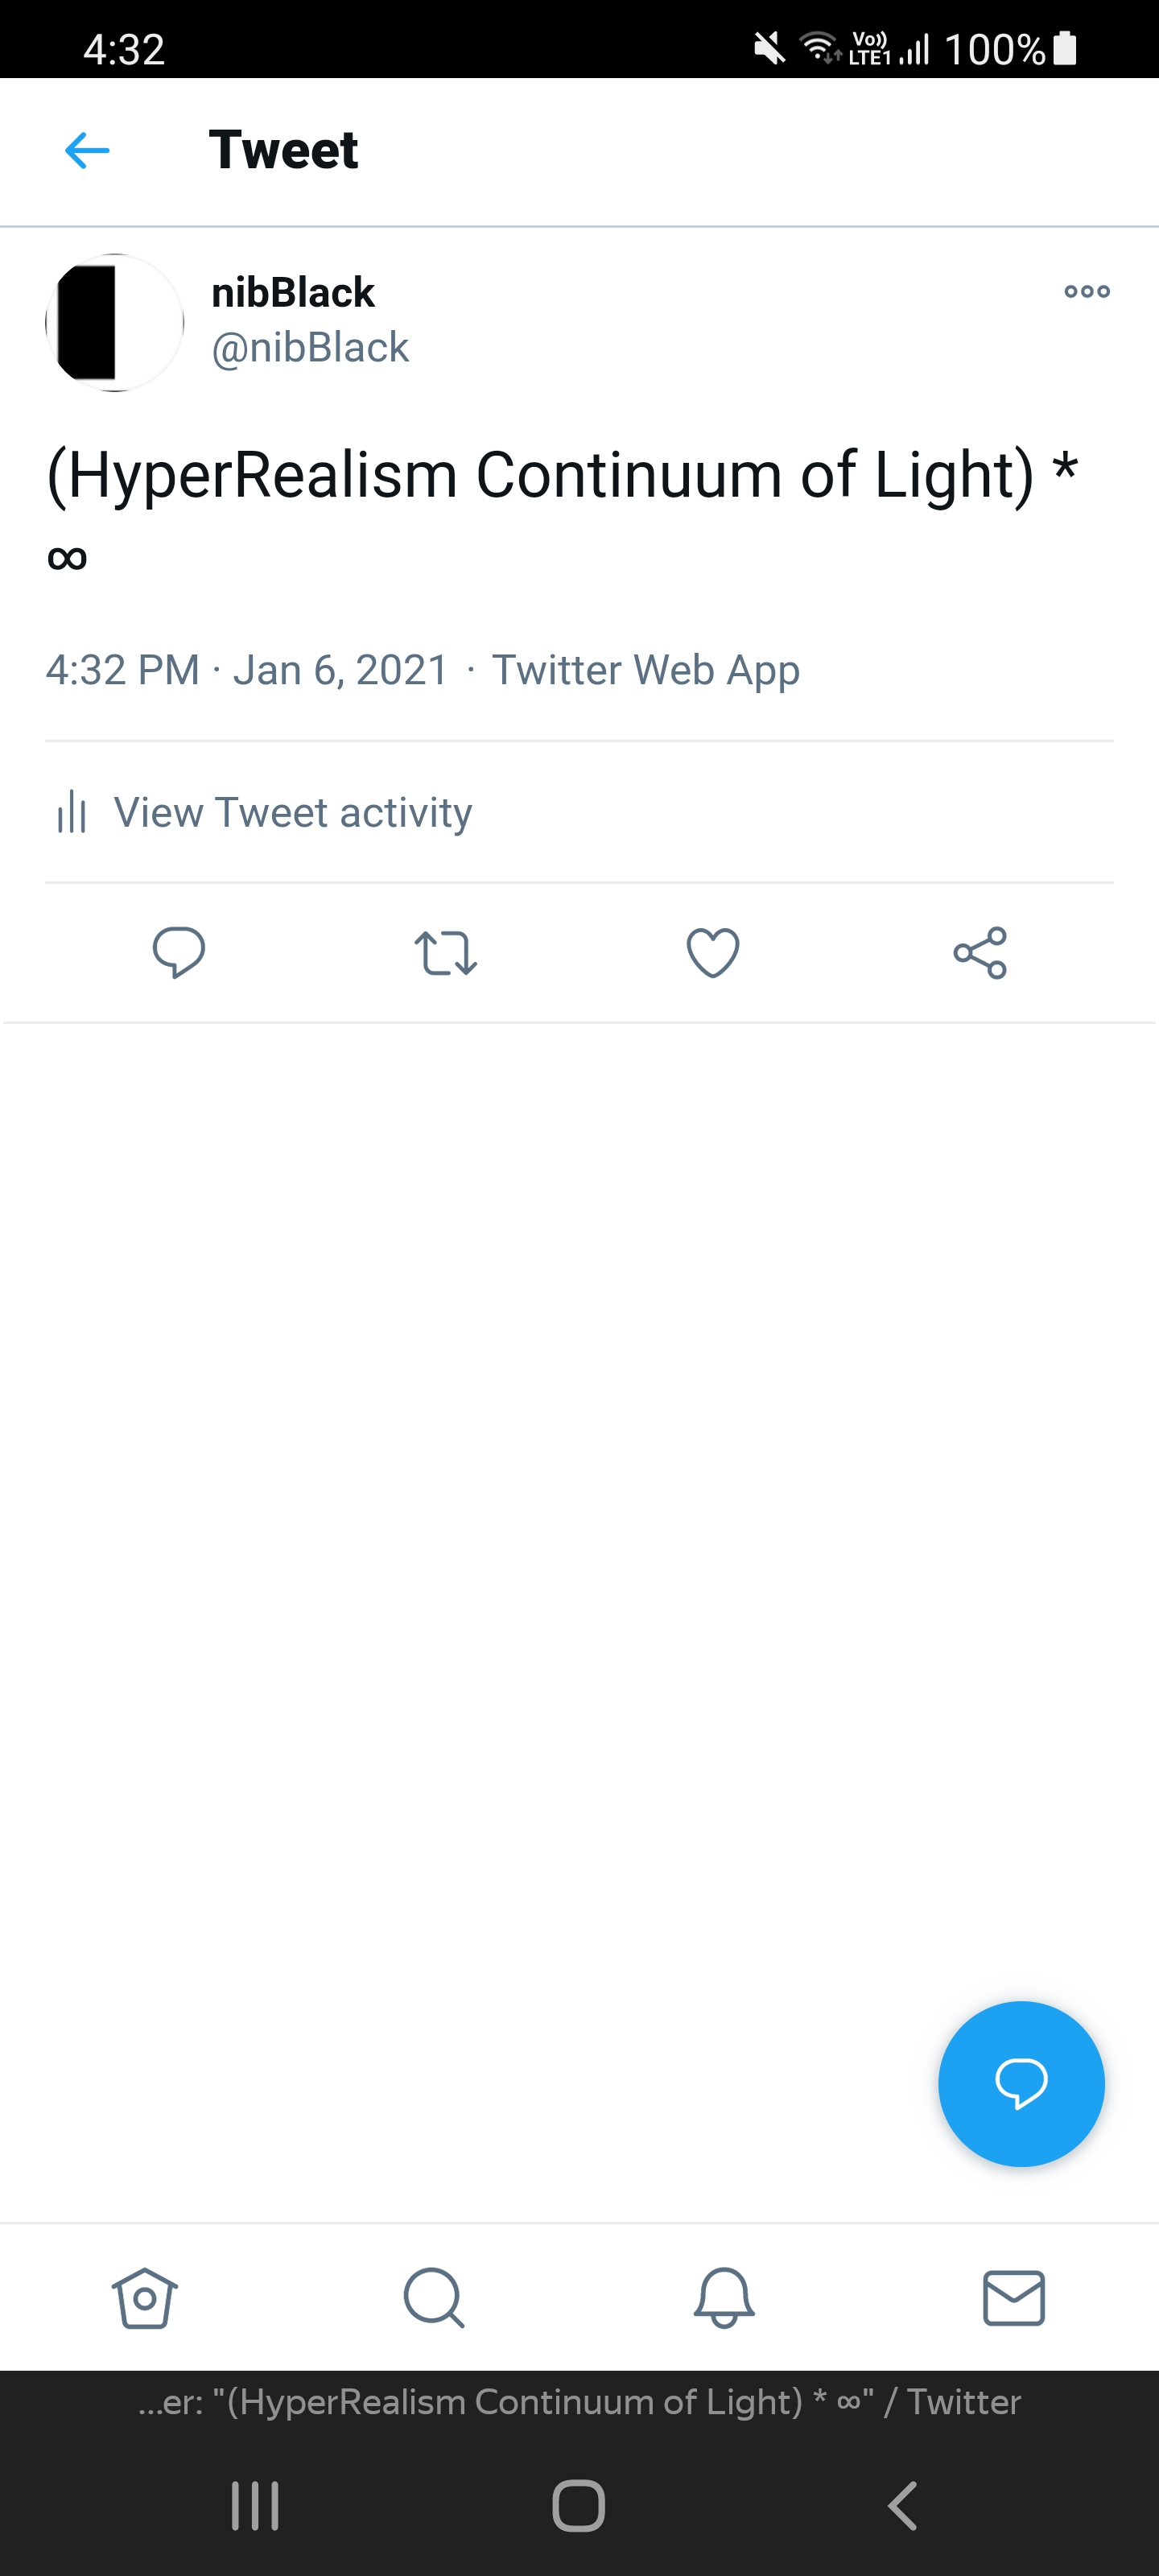 4:32 Vo)) LTE1 100%
Tweet
nibBlack
@nibBlack
(HyperRealism Continuum of Light) *
∞
4:32 PM · Jan 6, 2021 · Twitter Web App
View Tweet activity
...er: "(HyperRealism Continuum of Light) * ∞" / Twitter